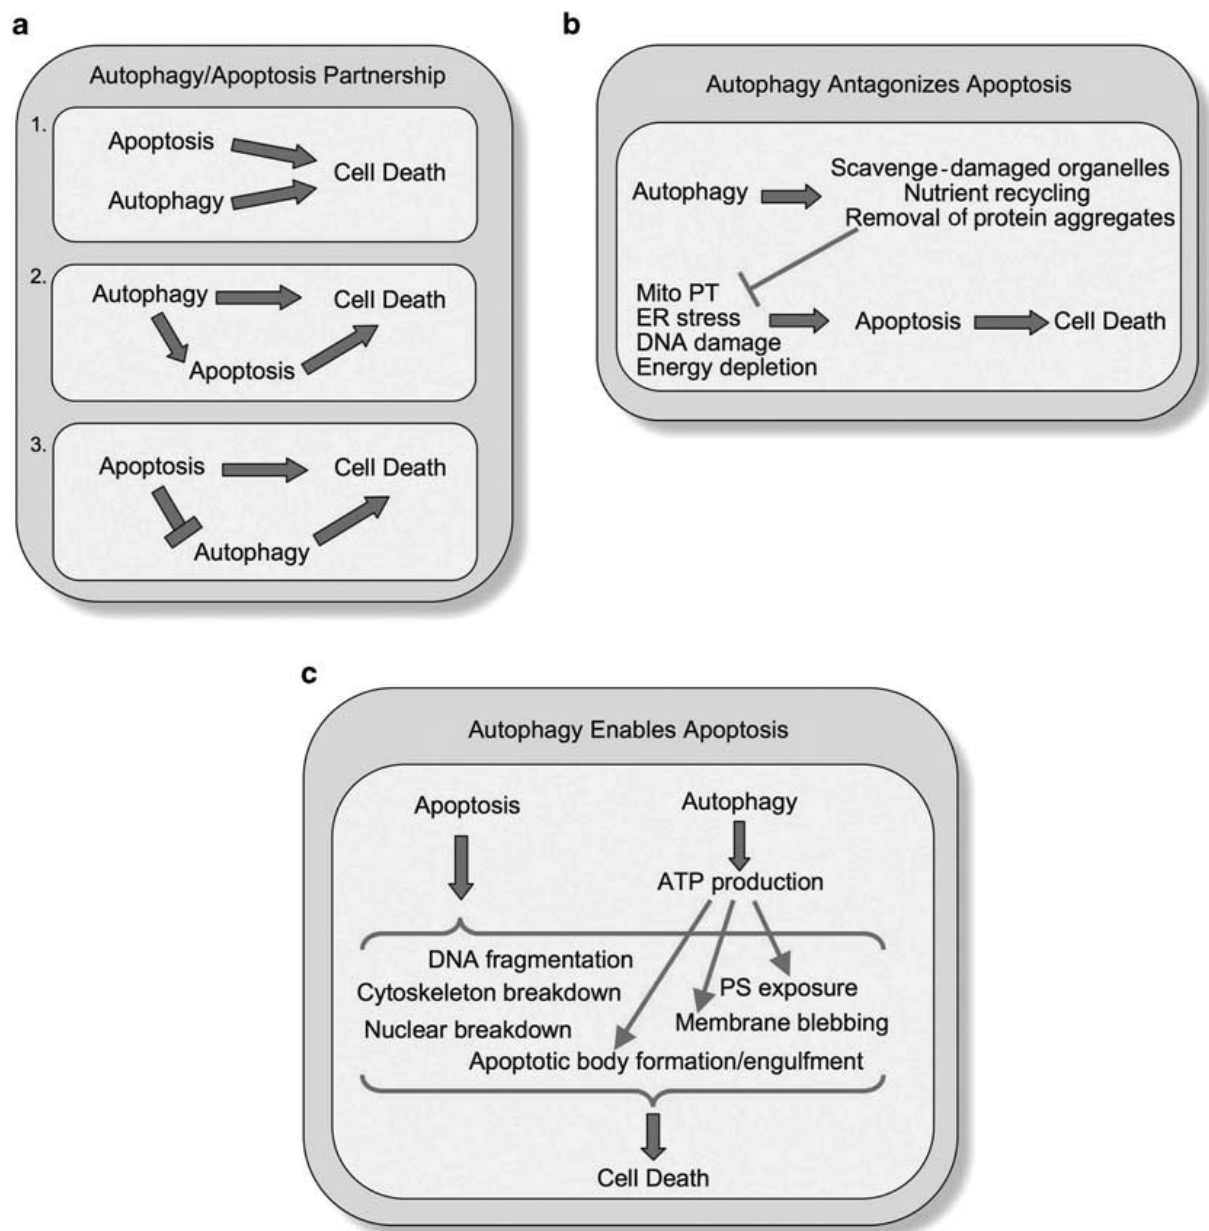 a
Autophagy/Apoptosis Partnership
1.
Apoptosis
Autophagy
Cell Death
2.
Autophagy
Cell Death
Apoptosis
3.
Apoptosis
Cell Death
Autophagy
b
Autophagy Antagonizes Apoptosis
Autophagy
Scavenge-damaged organelles
Nutrient recycling
Removal of protein aggregates
Mito PT
ER stress
DNA damage
Energy depletion
Apoptosis
Cell Death
c
Autophagy Enables Apoptosis
Apoptosis
Autophagy
ATP production
DNA fragmentation
Cytoskeleton breakdown
PS exposure
Nuclear breakdown
Membrane blebbing
Apoptotic body formation/engulfment
Cell Death